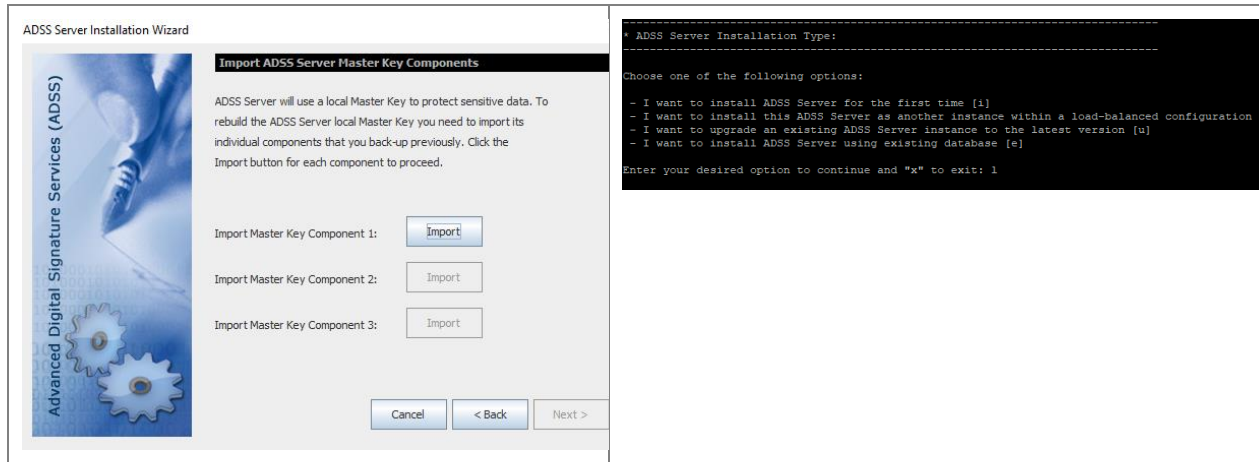 ADSS Server Installation Wizard
Advanced Digital Signature Services (ADSS)
Import ADSS Server Master Key Components
ADSS Server will use a local Master Key to protect sensitive data. To
rebuild the ADSS Server local Master Key you need to import its
individual components that you back-up previously. Click the
Import button for each component to proceed.
Import Master Key Component 1:
Import
Import Master Key Component 2:
Import
Import Master Key Component 3:
Import
Cancel
< Back
Next >
--------------------------------------------------------------------------
* ADSS Server Installation Type:
--------------------------------------------------------------------------
Choose one of the following options:
- I want to install ADSS Server for the first time [i]
- I want to install this ADSS Server as another instance within a load-balanced configuration
- I want to upgrade an existing ADSS Server instance to the latest version [u]
- I want to install ADSS Server using existing database [e]
Enter your desired option to continue and "x" to exit: l